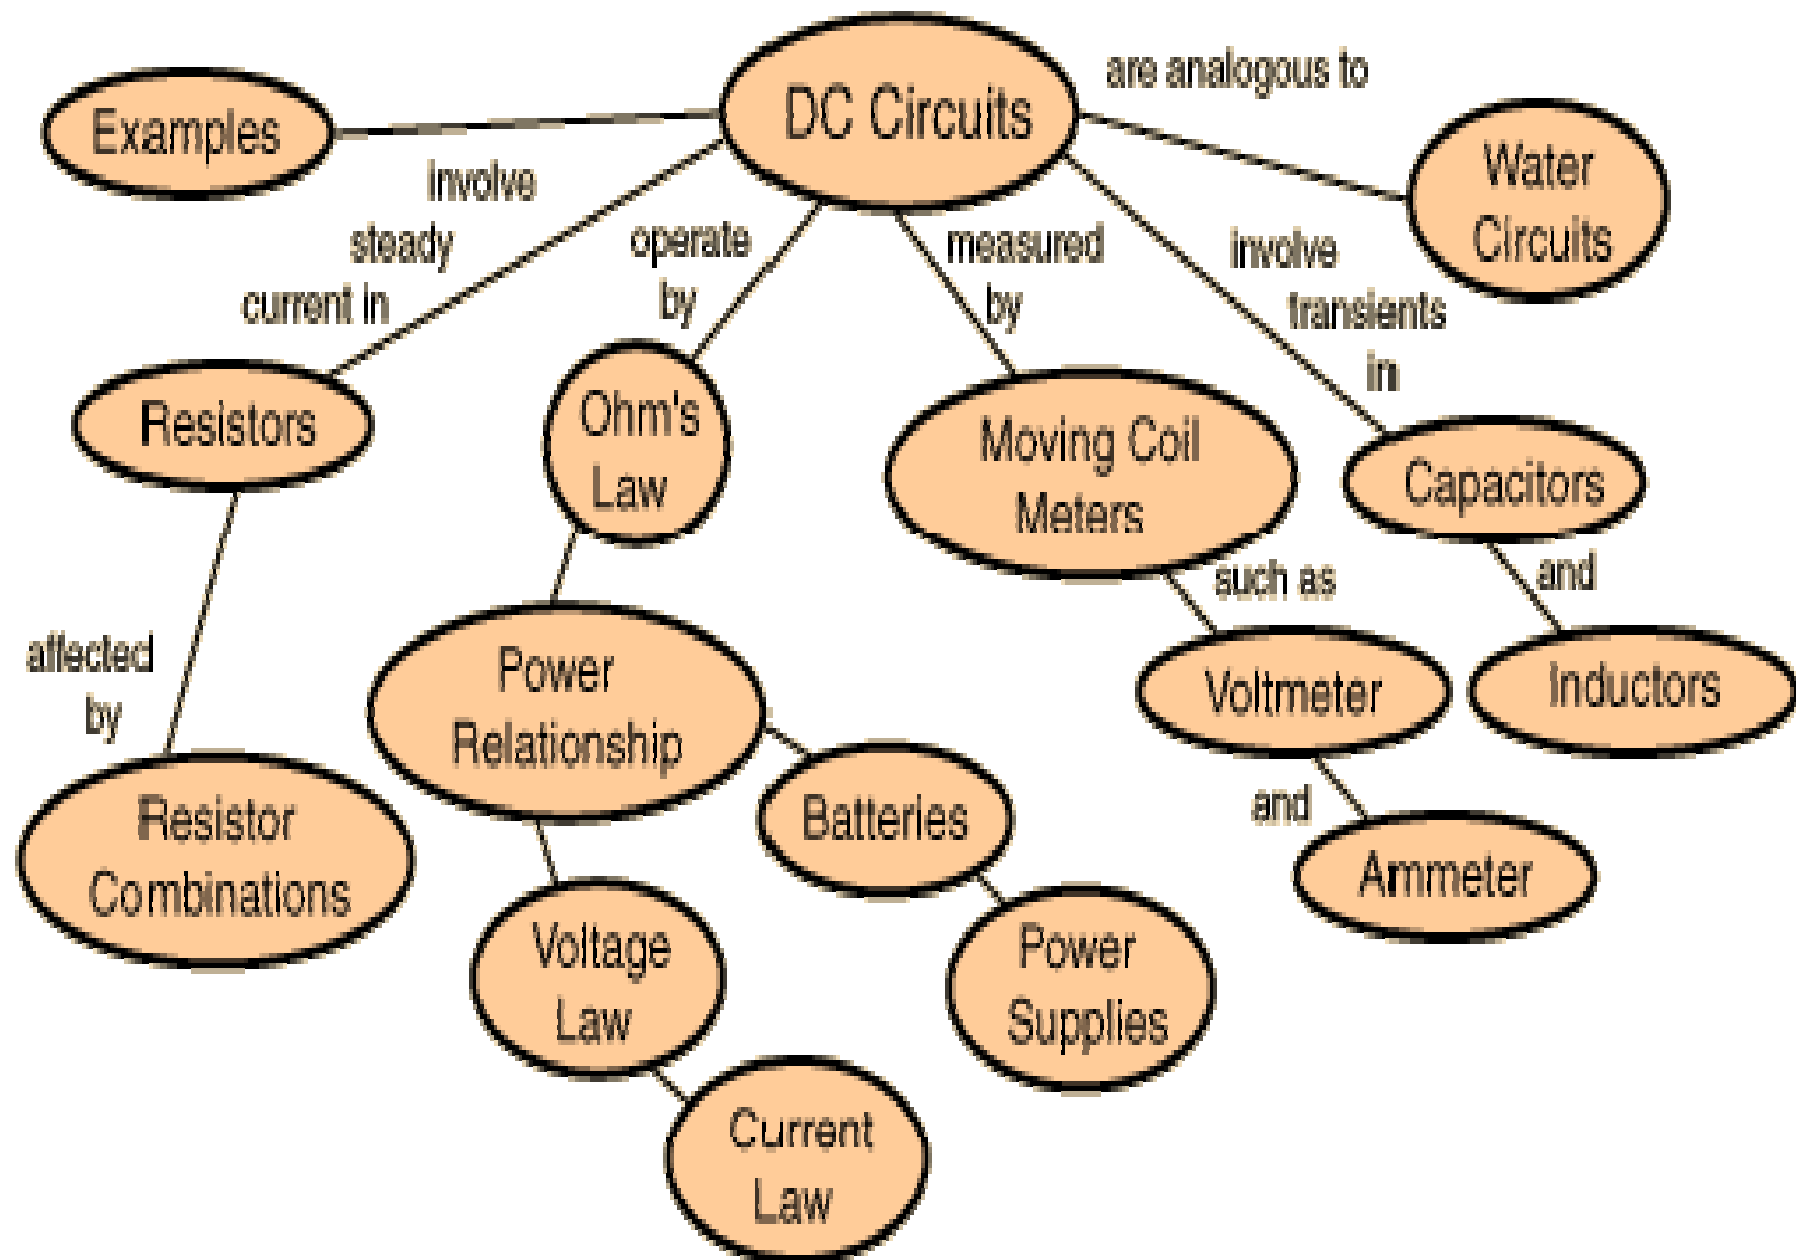 DC Circuits
are analogous to
Examples
Water
Circuits
involve
steady
current in
operate
by
measured
by
involve
transients
in
Resistors
Ohm's
Law
Moving Coil
Meters
Capacitors
such as
and
affected
by
Power
Relationship
Voltmeter
Inductors
Resistor
Combinations
Batteries
and
Ammeter
Voltage
Law
Power
Supplies
Current
Law